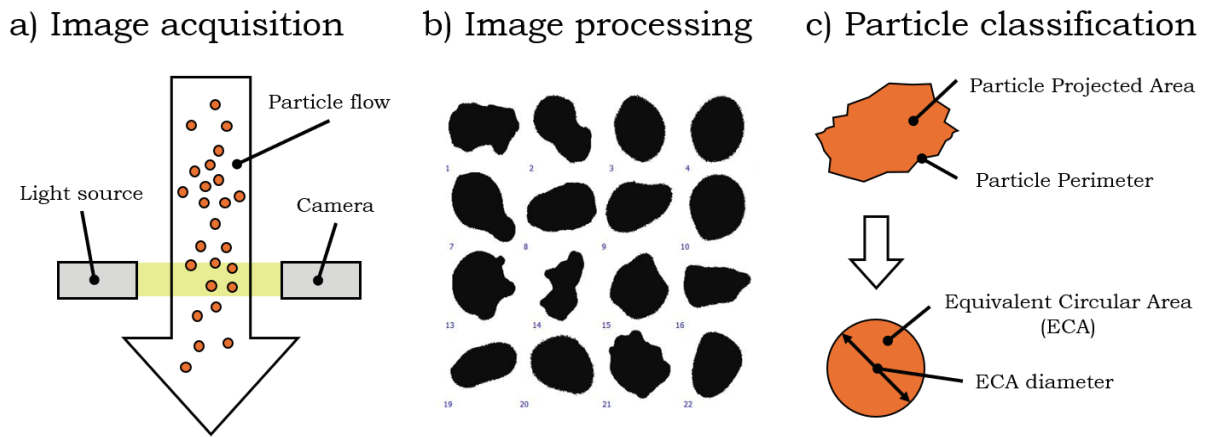 a) Image acquisition
Particle flow
Light source
Camera
b) Image processing
1
2
3
4
7
8
9
10
13
14
15
16
19
20
21
22
c) Particle classification
Particle Projected Area
Particle Perimeter
Equivalent Circular Area
(ECA)
ECA diameter